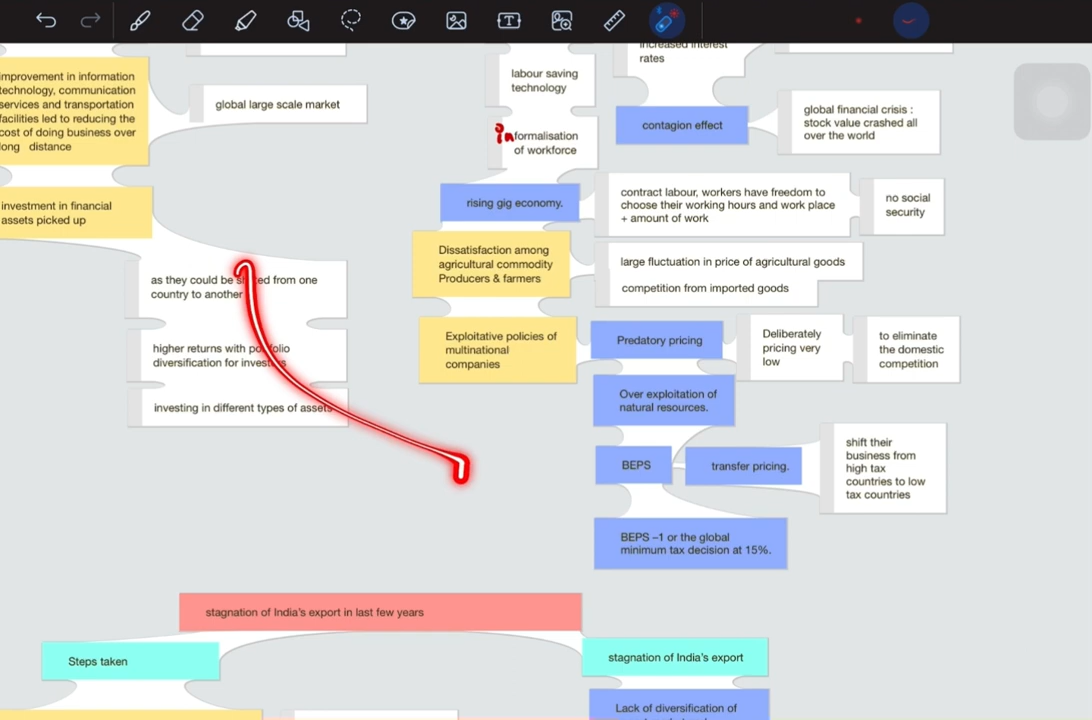 improvement in information
technology, communication
services and transportation
facilities led to reducing the
cost of doing business over
long distance
global large scale market
investment in financial
assets picked up
as they could be shifted from one
country to another
higher returns with portfolio
diversification for investors
investing in different types of assets
labour saving
technology
informalisation
of workforce
rising gig economy.
Dissatisfaction among
agricultural commodity
Producers & farmers
Exploitative policies of
multinational
companies
increased interest
rates
contagion effect
global financial crisis :
stock value crashed all
over the world
contract labour, workers have freedom to
choose their working hours and work place
+ amount of work
no social
security
large fluctuation in price of agricultural goods
competition from imported goods
Predatory pricing
Deliberately
pricing very
low
to eliminate
the domestic
competition
Over exploitation of
natural resources.
BEPS
transfer pricing.
shift their
business from
high tax
countries to low
tax countries
BEPS –1 or the global
minimum tax decision at 15%.
stagnation of India's export in last few years
Steps taken
stagnation of India's export
Lack of diversification of